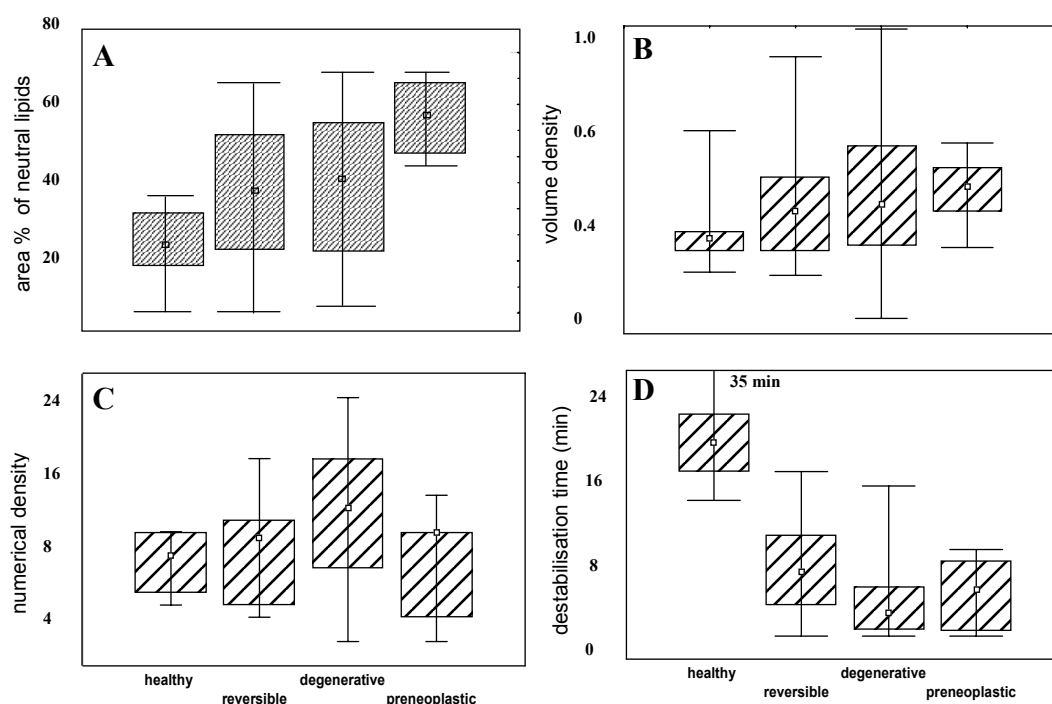 A
area % of neutral lipids
80
60
40
20
B
volume density
1.0
0.6
0.4
0
C
numerical density
24
16
8
4
healthy
reversible
degenerative
preneoplastic
D
35 min
destabilisation time (min)
24
16
8
0
healthy
reversible
degenerative
preneoplastic